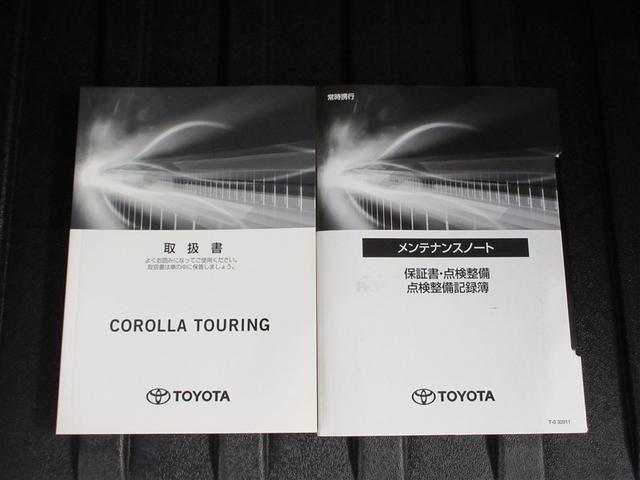 取扱書
よくお読みになってご使用ください。
取扱書は車の中に保管しましょう。
COROLLA TOURING
TOYOTA
常時携行
メンテナンスノート
保証書・点検整備
点検整備記録簿
TOYOTA